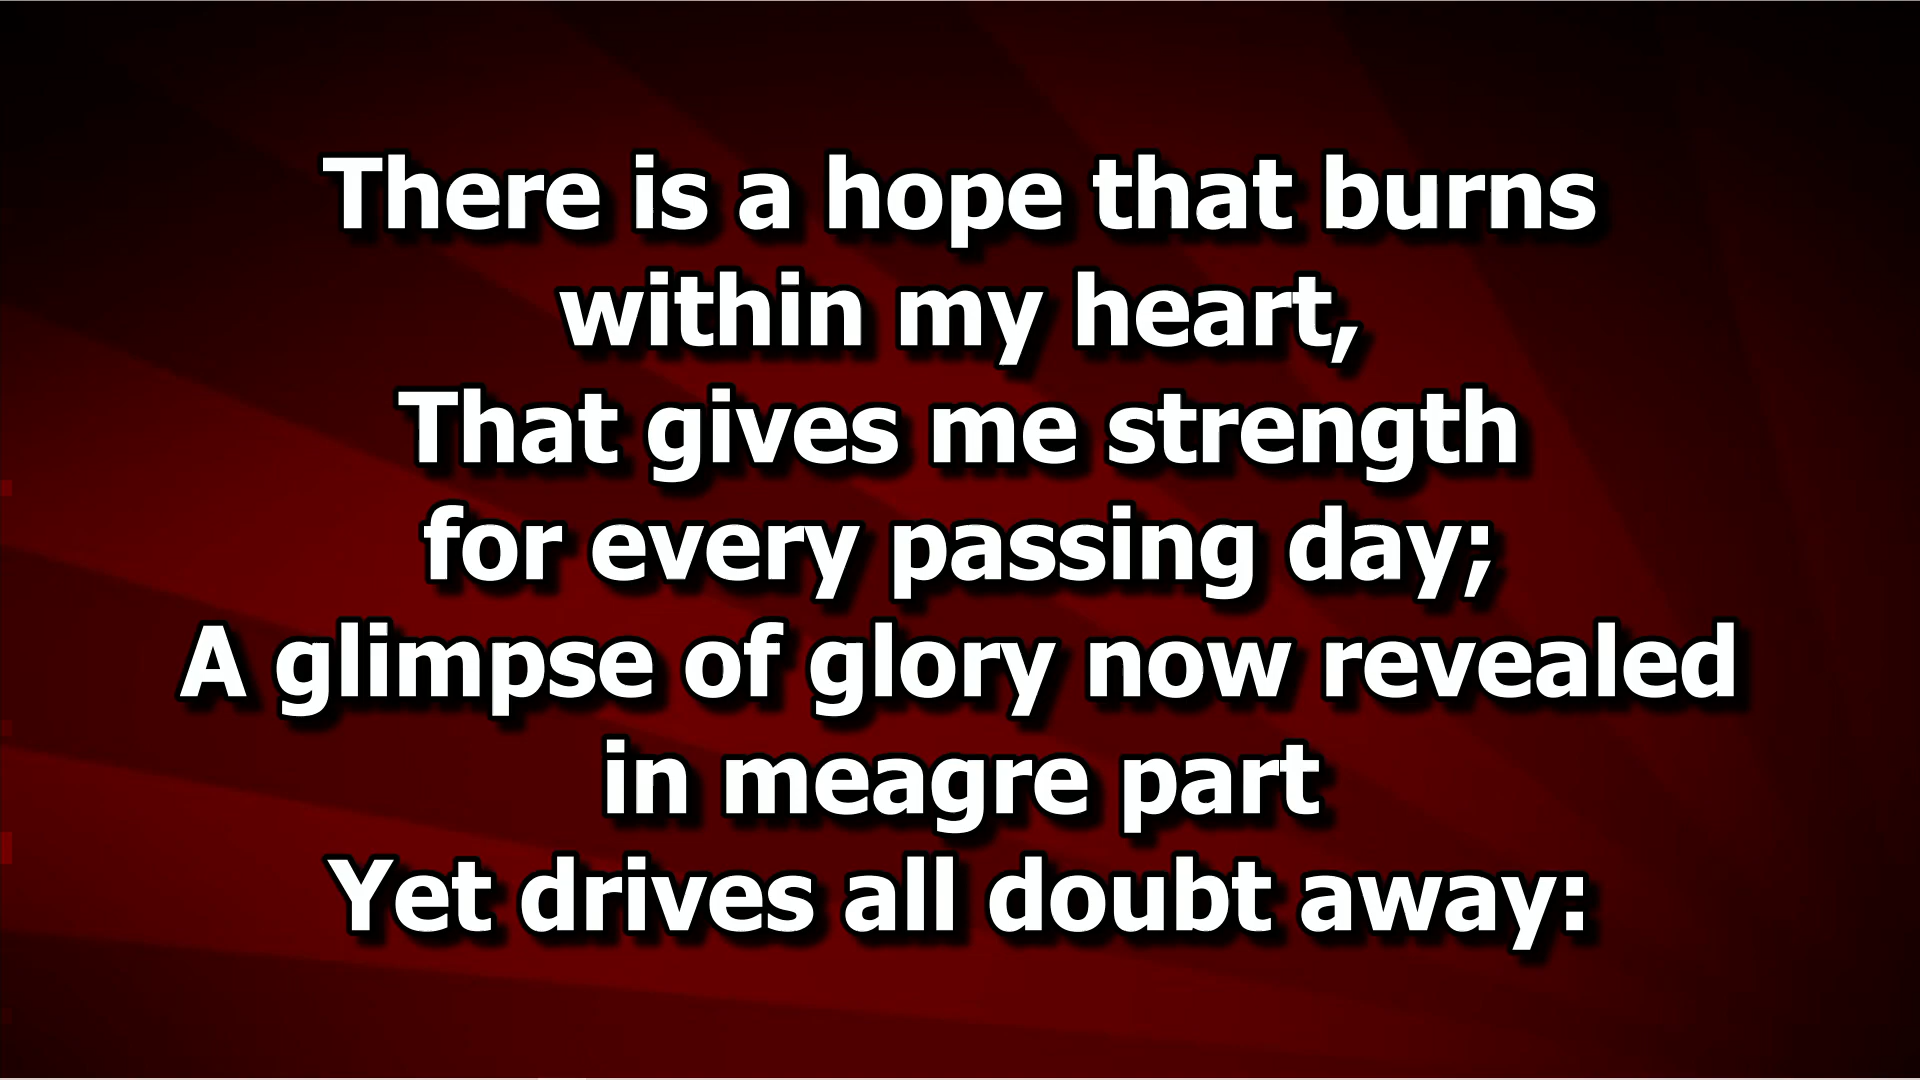 There is a hope that burns
within my heart,
That gives me strength
for every passing day;
A glimpse of glory now revealed
in meagre part
Yet drives all doubt away: